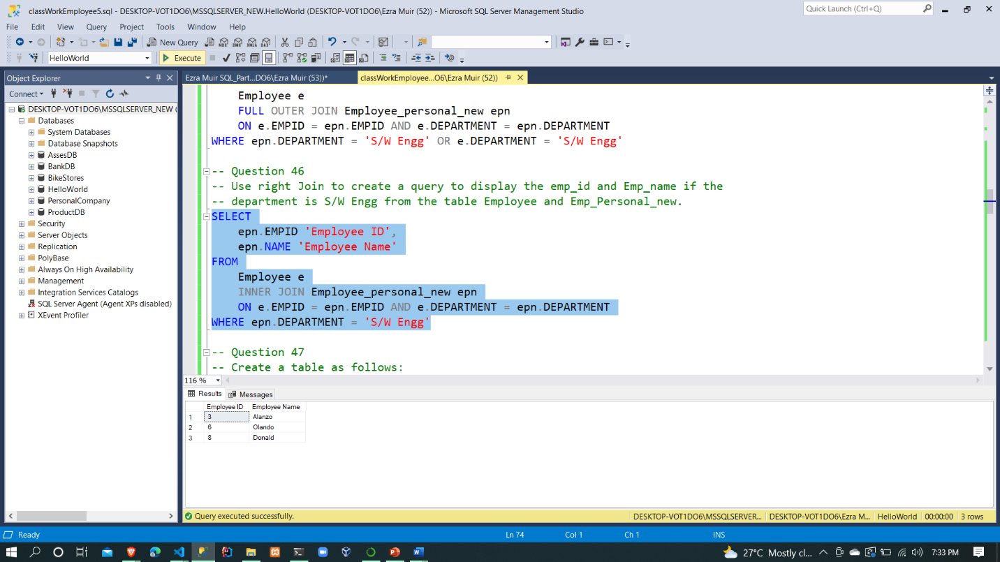 classWorkEmployee5.sql - DESKTOP-VOT1DO6\MSSQLSERVER_NEW.HelloWorld (DESKTOP-VOT1DO6\Ezra Muir (52)) - Microsoft SQL Server Management Studio
Quick Launch (Ctrl+Q)
File Edit View Query Project Tools Window Help
New Query
MDX DMX XMLA DAX
HelloWorld
Execute
Object Explorer
Connect
DESKTOP-VOT1DO6\MSSQLSERVER_NEW (
Databases
System Databases
Database Snapshots
AssesDB
BankDB
BikeStores
HelloWorld
PersonalCompany
ProductDB
Security
Server Objects
Replication
PolyBase
Always On High Availability
Management
Integration Services Catalogs
SQL Server Agent (Agent XPs disabled)
XEvent Profiler
Ezra Muir SQL_Part...DO6\Ezra Muir (53))*
classWorkEmployee...O6\Ezra Muir (52))
Employee e
FULL OUTER JOIN Employee_personal_new epn
ON e.EMPID = epn.EMPID AND e.DEPARTMENT = epn.DEPARTMENT
WHERE epn.DEPARTMENT = 'S/W Engg' OR e.DEPARTMENT = 'S/W Engg'
-- Question 46
-- Use right Join to create a query to display the emp_id and Emp_name if the
-- department is S/W Engg from the table Employee and Emp_Personal_new.
SELECT
epn.EMPID 'Employee ID',
epn.NAME 'Employee Name'
FROM
Employee e
INNER JOIN Employee_personal_new epn
ON e.EMPID = epn.EMPID AND e.DEPARTMENT = epn.DEPARTMENT
WHERE epn.DEPARTMENT = 'S/W Engg'
-- Question 47
-- Create a table as follows:
116 %
Results Messages
Employee ID Employee Name
1 3 Alanzo
2 6 Olando
3 8 Donald
Query executed successfully.
DESKTOP-VOT1DO6\MSSQLSERVER... DESKTOP-VOT1DO6\Ezra M... HelloWorld 00:00:00 3 rows
Ready
Ln 74 Col 1 Ch 1 INS
27°C Mostly cl...
7:33 PM